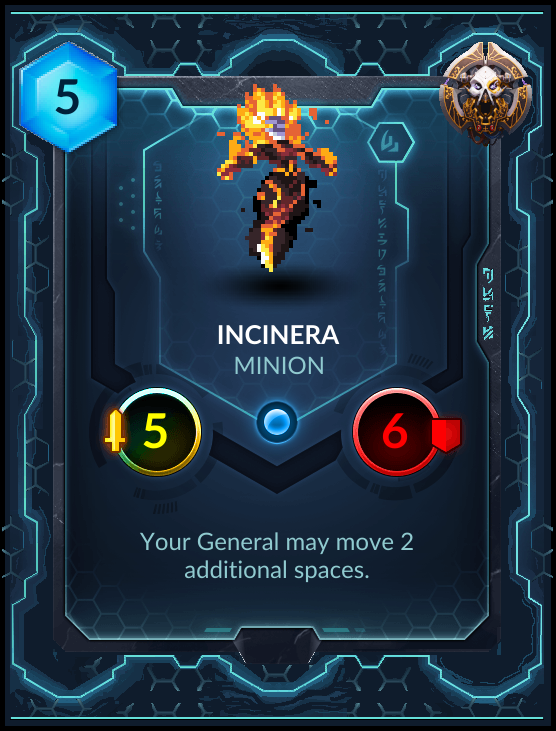 5
INCINERA
MINION
5
6
Your General may move 2
additional spaces.